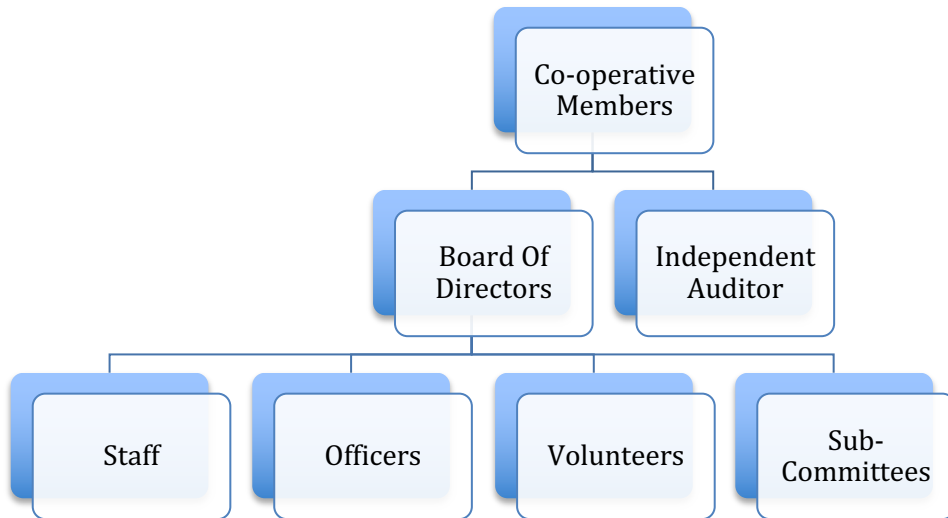 Co-operative
Members
Board Of
Directors
Independent
Auditor
Staff
Officers
Volunteers
Sub-
Committees